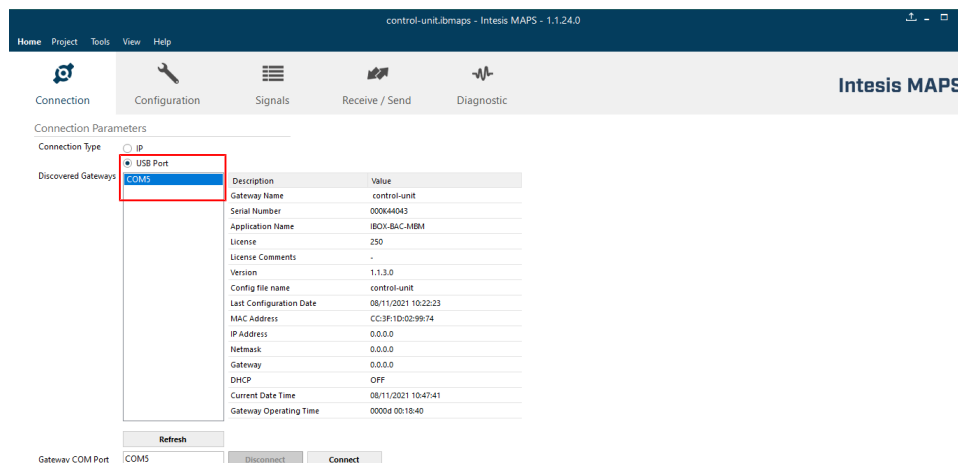 control-unit.ibmaps - Intesis MAPS - 1.1.24.0
Home Project Tools View Help
Connection Configuration Signals Receive / Send Diagnostic
Intesis MAPS
Connection Parameters
Connection Type IP
USB Port
Discovered Gateways COM5
Description Value
Gateway Name control-unit
Serial Number 000K44043
Application Name IBOX-BAC-MBM
License 250
License Comments -
Version 1.1.3.0
Config file name control-unit
Last Configuration Date 08/11/2021 10:22:23
MAC Address CC:3F:1D:02:99:74
IP Address 0.0.0.0
Netmask 0.0.0.0
Gateway 0.0.0.0
DHCP OFF
Current Date Time 08/11/2021 10:47:41
Gateway Operating Time 0000d 00:18:40
Refresh
Gateway COM Port COM5 Disconnect Connect